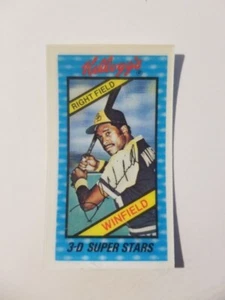 Kellogg's
RIGHT FIELD
WINFIELD
3-D SUPER STARS